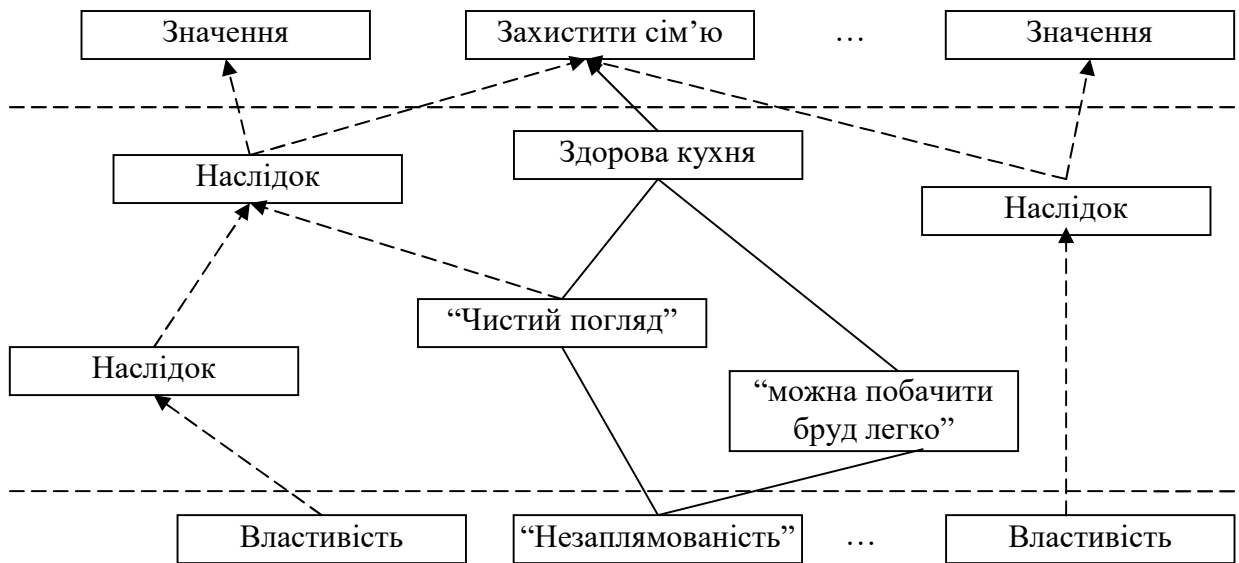 Значення
Захистити сім’ю
…
Значення
Здорова кухня
Наслідок
Наслідок
“Чистий погляд”
Наслідок
“можна побачити
бруд легко”
Властивість
“Незаплямованість”
…
Властивість